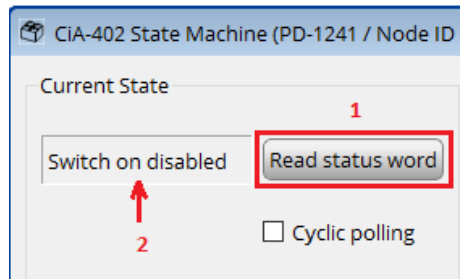 CiA-402 State Machine (PD-1241 / Node ID
Current State
1
Switch on disabled
Read status word
2
Cyclic polling